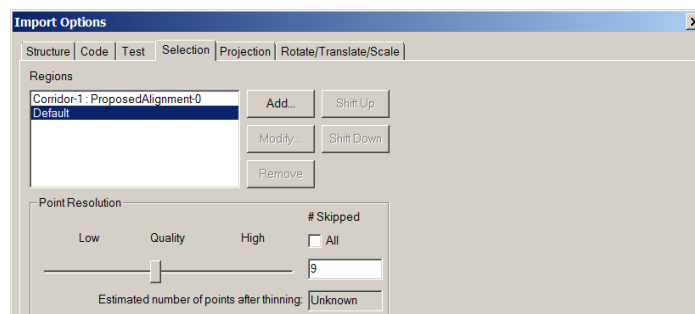 Import Options
Structure Code Test Selection Projection Rotate/Translate/Scale
Regions
Corridor-1 : ProposedAlignment-0
Default
Add... Shift Up
Modify... Shift Down
Remove
Point Resolution
# Skipped
Low Quality High All
9
Estimated number of points after thinning: Unknown